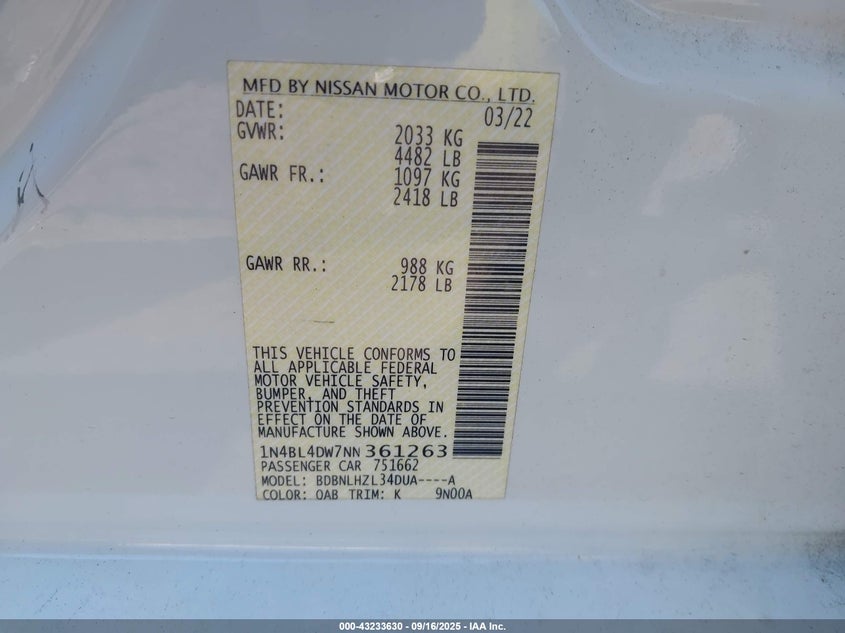 MFD BY NISSAN MOTOR CO., LTD.
DATE: 03/22
GVWR: 2033 KG
4482 LB
GAWR FR.: 1097 KG
2418 LB
GAWR RR.: 988 KG
2178 LB
THIS VEHICLE CONFORMS TO
ALL APPLICABLE FEDERAL
MOTOR VEHICLE SAFETY,
BUMPER, AND THEFT
PREVENTION STANDARDS IN
EFFECT ON THE DATE OF
MANUFACTURE SHOWN ABOVE.
1N4BL4DW7NN361263
PASSENGER CAR 751662
MODEL: BDBNLHZL34DUA----A
COLOR: QAB TRIM: K 9N00A
000-43233630 - 09/16/2025 - IAA Inc.